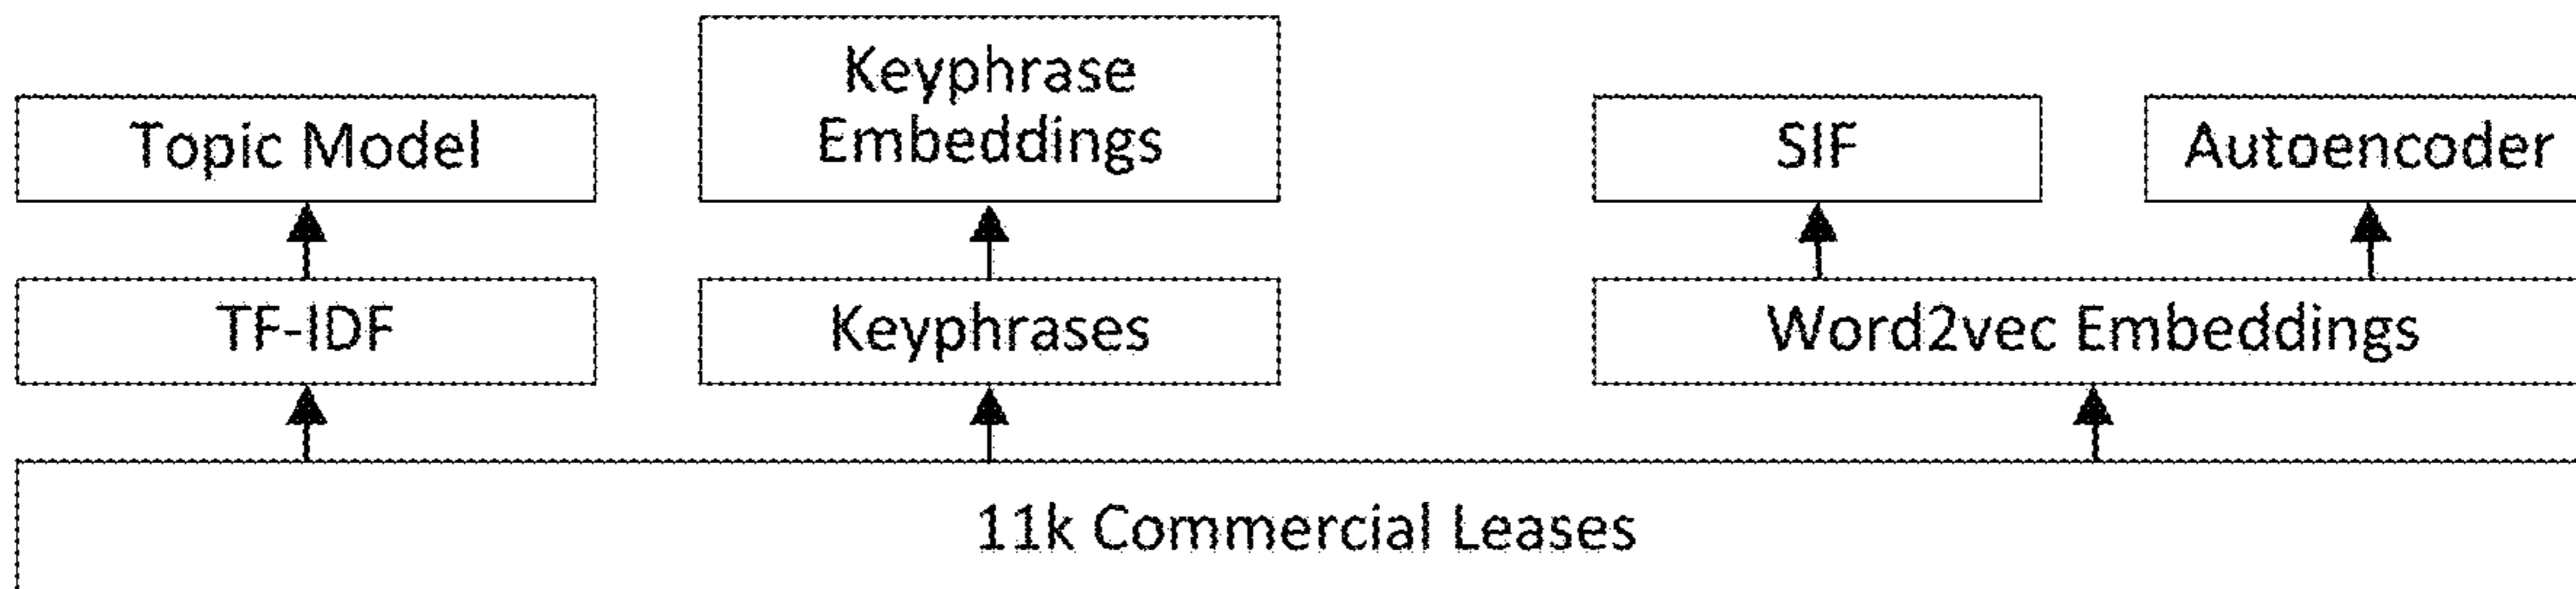 Keyphrase
Embeddings
Topic Model
SIF
Autoencoder
TF-IDF
Keyphrases
Word2vec Embeddings
11k Commercial Leases